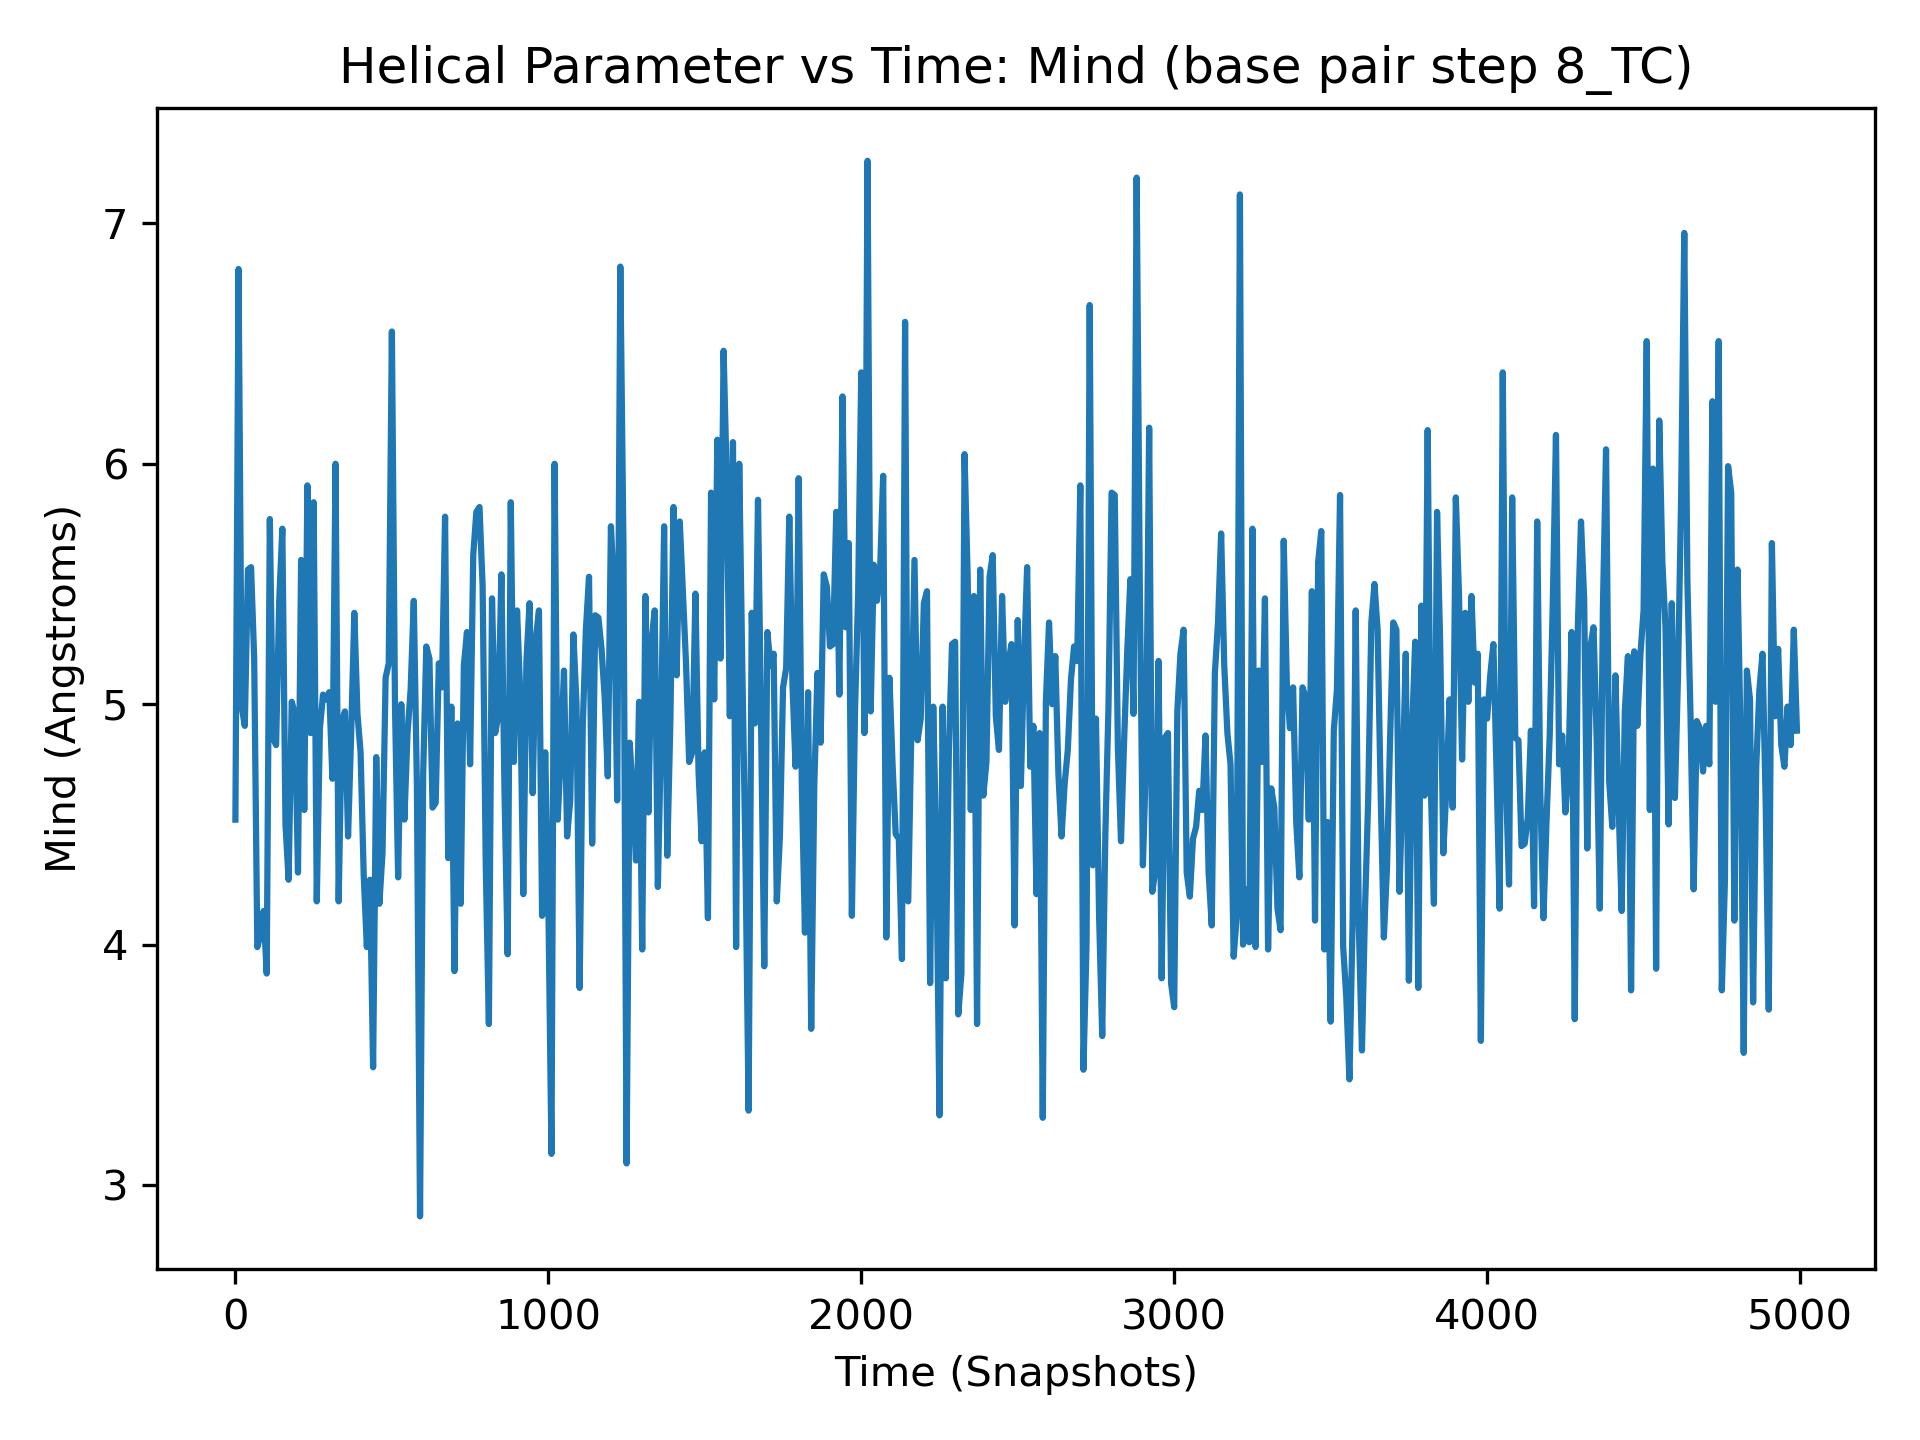 Helical Parameter vs Time: Mind (base pair step 8_TC)
Mind (Angstroms)
7
6
5
4
3
0 1000 2000 3000 4000 5000
Time (Snapshots)